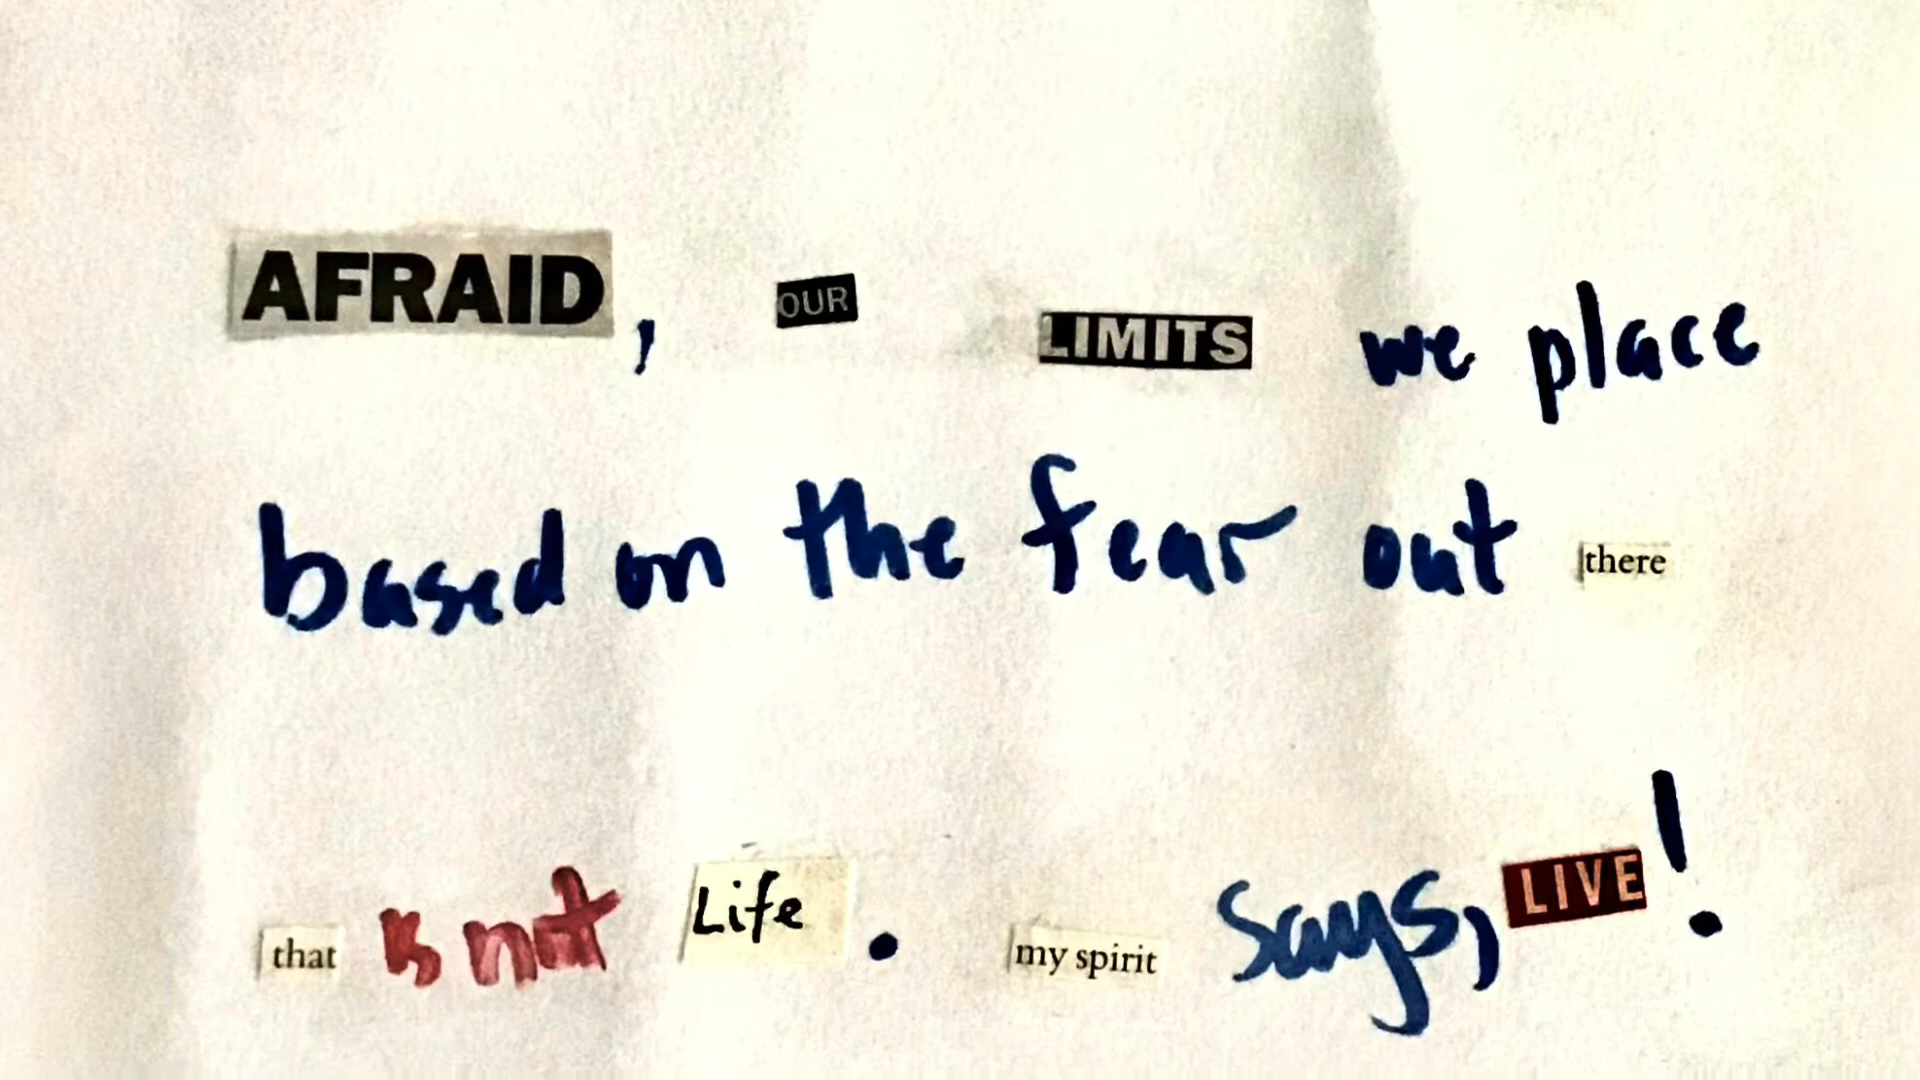 AFRAID, OUR LIMITS we place
based on the fear out there
that is not Life. my spirit says, LIVE!